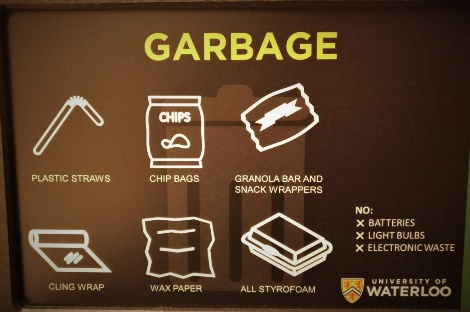 GARBAGE
CHIPS
PLASTIC STRAWS
CHIP BAGS
GRANOLA BAR AND
SNACK WRAPPERS
CLING WRAP
WAX PAPER
ALL STYROFOAM
NO:
X BATTERIES
X LIGHT BULBS
X ELECTRONIC WASTE
UNIVERSITY OF
WATERLOO